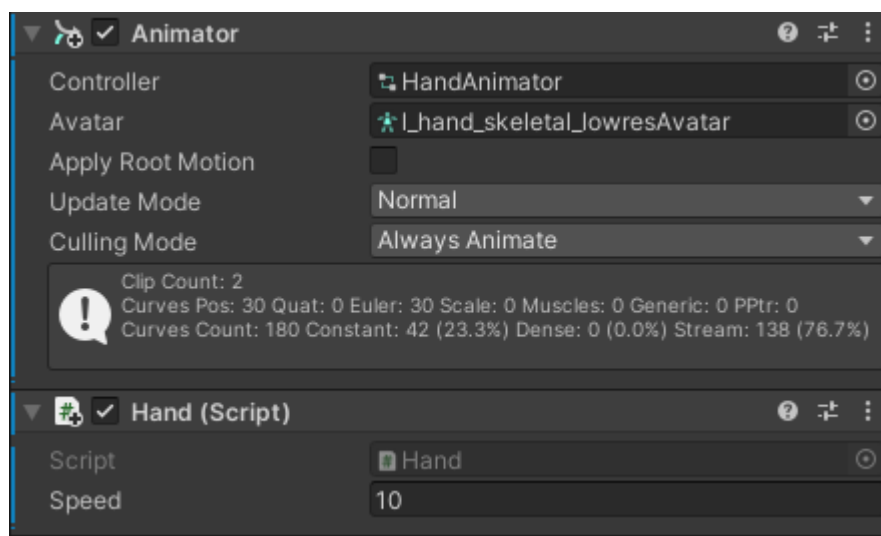 Animator
Controller HandAnimator
Avatar l_hand_skeletal_lowresAvatar
Apply Root Motion
Update Mode Normal
Culling Mode Always Animate
Clip Count: 2
Curves Pos: 30 Quat: 0 Euler: 30 Scale: 0 Muscles: 0 Generic: 0 PPtr: 0
Curves Count: 180 Constant: 42 (23.3%) Dense: 0 (0.0%) Stream: 138 (76.7%)
Hand (Script)
Script Hand
Speed 10